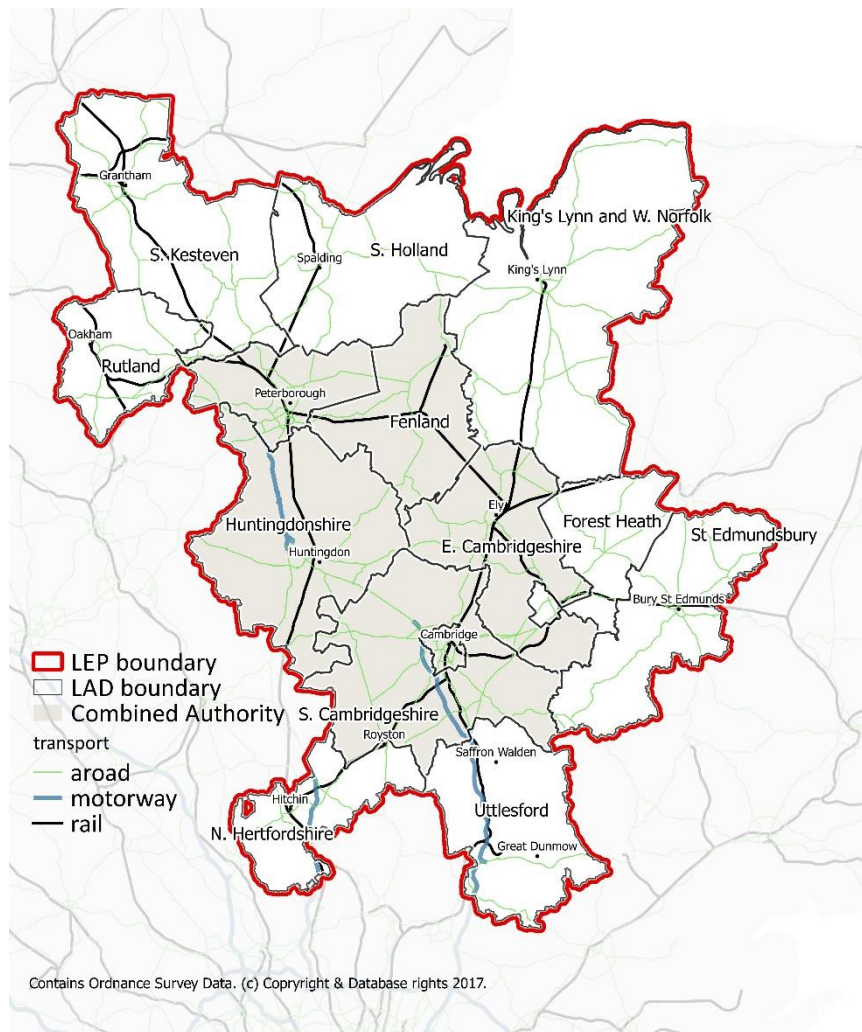 Grantham
King's Lynn and W. Norfolk
S. Kesteven
S. Holland
Spalding
King's Lynn
Oakham
Rutland
Peterborough
Fenland
Ely
Forest Heath
St Edmundsbury
Huntingdonshire
Huntingdon
E. Cambridgeshire
Bury St Edmunds
Cambridge
LEP boundary
LAD boundary
Combined Authority
S. Cambridgeshire
Royston
transport
Saffron Walden
aroad
motorway
rail
Hitchin
Uttlesford
N. Hertfordshire
Great Dunmow
Contains Ordnance Survey Data. (c) Copryright & Database rights 2017.